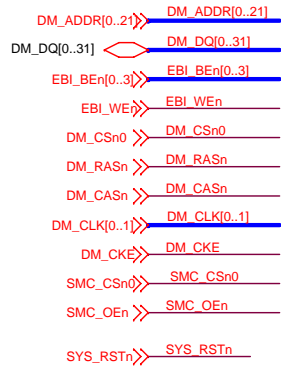 DM_ADDR[0..21] DM_ADDR[0..21]
DM_DQ[0..31] DM_DQ[0..31]
EBI_BEn[0..3] EBI_BEn[0..3]
EBI_WEn EBI_WEn
DM_CSn0 DM_CSn0
DM_RASn DM_RASn
DM_CASn DM_CASn
DM_CLK[0..1] DM_CLK[0..1]
DM_CKE DM_CKE
SMC_CSn0 SMC_CSn0
SMC_OEn SMC_OEn
SYS_RSTn SYS_RSTn